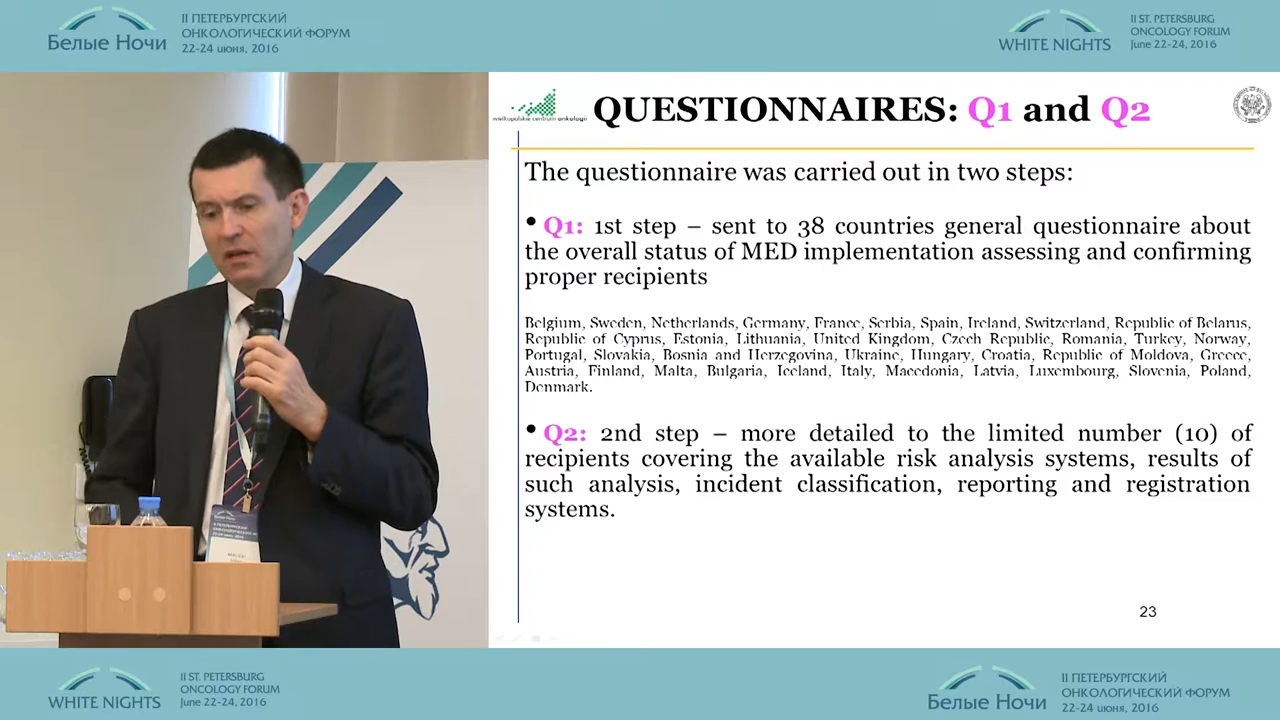 Белые Ночи
II ПЕТЕРБУРГСКИЙ
ОНКОЛОГИЧЕСКИЙ ФОРУМ
22-24 июня, 2016
WHITE NIGHTS
II ST. PETERSBURG
ONCOLOGY FORUM
June 22-24, 2016
wielkopolskie centrum onkologii
QUESTIONNAIRES: Q1 and Q2
The questionnaire was carried out in two steps:
• Q1: 1st step – sent to 38 countries general questionnaire about
the overall status of MED implementation assessing and confirming
proper recipients
Belgium, Sweden, Netherlands, Germany, France, Serbia, Spain, Ireland, Switzerland, Republic of Belarus,
Republic of Cyprus, Estonia, Lithuania, United Kingdom, Czech Republic, Romania, Turkey, Norway,
Portugal, Slovakia, Bosnia and Herzegovina, Ukraine, Hungary, Croatia, Republic of Moldova, Greece,
Austria, Finland, Malta, Bulgaria, Iceland, Italy, Macedonia, Latvia, Luxembourg, Slovenia, Poland,
Denmark.
• Q2: 2nd step – more detailed to the limited number (10) of
recipients covering the available risk analysis systems, results of
such analysis, incident classification, reporting and registration
systems.
23
Белые Ночи
WHITE NIGHTS
II ST. PETERSBURG
ONCOLOGY FORUM
June 22-24, 2016
Белые Ночи
II ПЕТЕРБУРГСКИЙ
ОНКОЛОГИЧЕСКИЙ ФОРУМ
22-24 июня, 2016